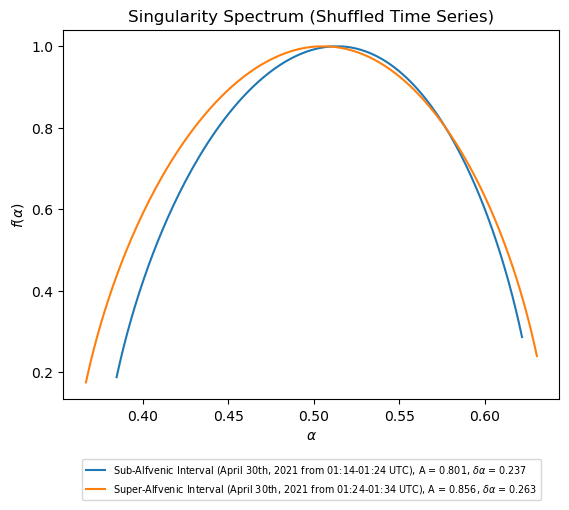 Singularity Spectrum (Shuffled Time Series)
1.0
0.8
0.6
0.4
0.2
f(α)
0.40 0.45 0.50 0.55 0.60
α
Sub-Alfvenic Interval (April 30th, 2021 from 01:14-01:24 UTC), A = 0.801, δα = 0.237
Super-Alfvenic Interval (April 30th, 2021 from 01:24-01:34 UTC), A = 0.856, δα = 0.263